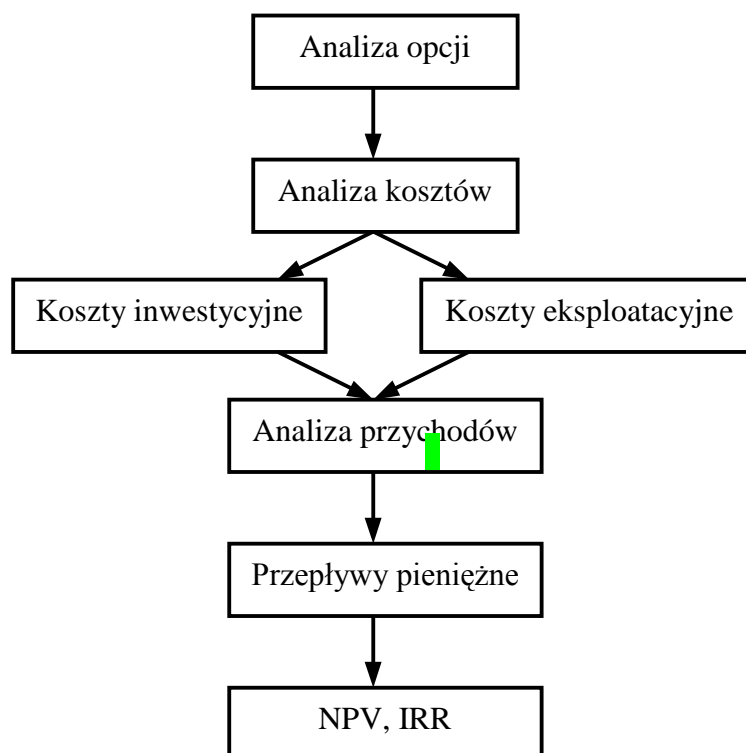 Analiza opcji
Analiza kosztów
Koszty inwestycyjne
Koszty eksploatacyjne
Analiza przychodów
Przepływy pieniężne
NPV, IRR